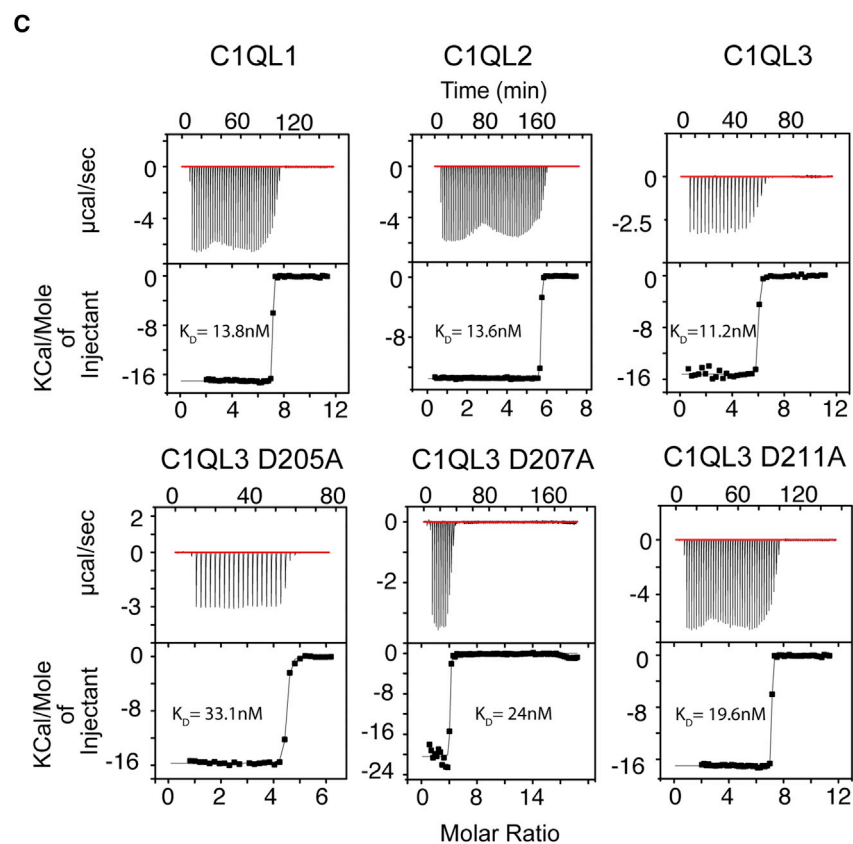 C
C1QL1 C1QL2 C1QL3
Time (min)
0 60 120 0 80 160 0 40 80
µcal/sec
0
-4
0
-4
0
-2.5
KCal/Mole
of
Injectant
0
-8
-16
K_D= 13.8nM
0
-8
K_D= 13.6nM
0
-8
-16
K_D= 11.2nM
0 4 8 12 0 2 4 6 0 4 8 12
C1QL3 D205A C1QL3 D207A C1QL3 D211A
0 40 80 0 80 160 0 60 120
µcal/sec
2
0
-3
0
-2
0
-4
KCal/Mole
of
Injectant
0
-8
-16
K_D= 33.1nM
0
-8
-16
-24
K_D= 24nM
0
-8
-16
K_D= 19.6nM
0 2 4 6 0 8 14 0 4 8 12
Molar Ratio